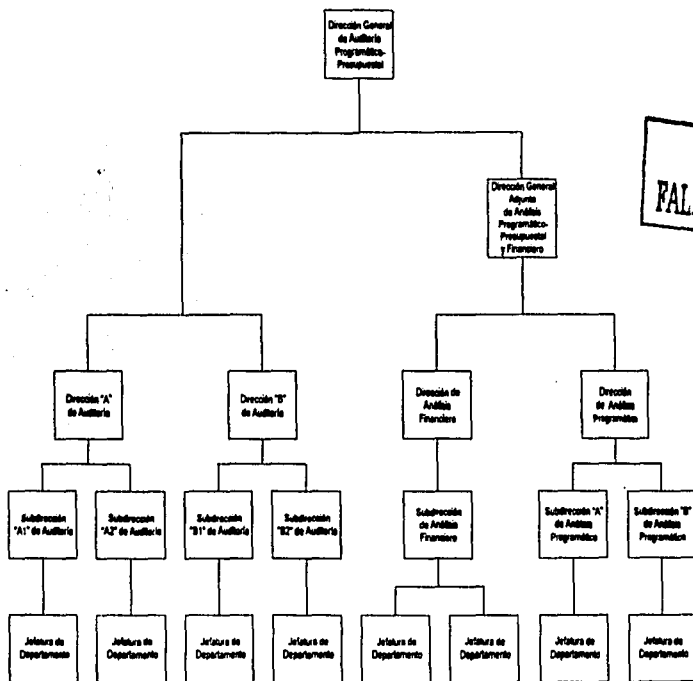 Dirección General
de Auditoría
Programático-
Presupuestal
FAL
Dirección General
Adjunta
de Análisis
Programático-
Presupuestal
y Financiero
Dirección "A"
de Auditoría
Dirección "B"
de Auditoría
Dirección de
Análisis
Financiero
Dirección
de Análisis
Programático
Subdirección
"A1" de Auditoría
Subdirección
"A2" de Auditoría
Subdirección
"B1" de Auditoría
Subdirección
"B2" de Auditoría
Subdirección
de Análisis
Financiero
Subdirección "A"
de Análisis
Programático
Subdirección "B"
de Análisis
Programático
Jefatura de
Departamento
Jefatura de
Departamento
Jefatura de
Departamento
Jefatura de
Departamento
Jefatura de
Departamento
Jefatura de
Departamento
Jefatura de
Departamento
Jefatura de
Departamento